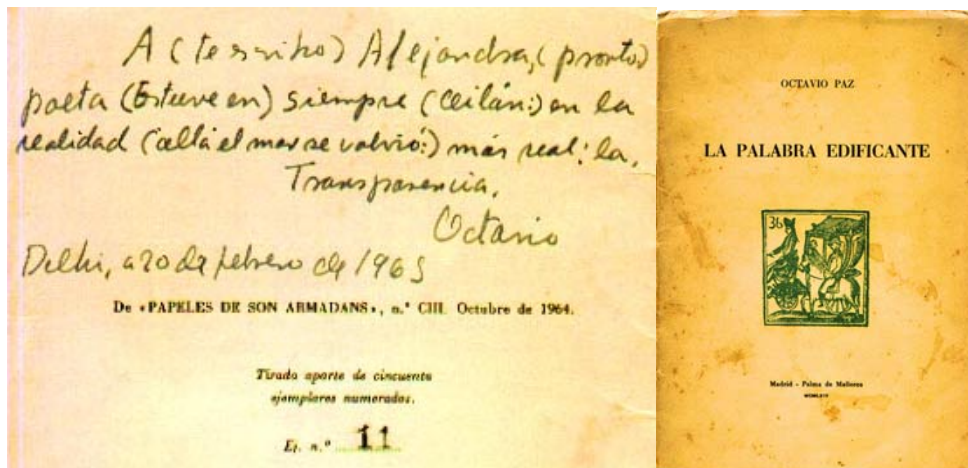 A (te escribo) Alejandra, (pronto)
poeta (Estuve en) siempre (Ceilán:) en la
realidad (allá el mar se volvió:) más real: la
Transparencia.
Octavio
Delhi, a 20 de febrero de 1965
De «PAPELES DE SON ARMADANS», n.º CIII. Octubre de 1964.
Tirada aparte de cincuenta
ejemplares numerados.
Ej. n.º 11
OCTAVIO PAZ
LA PALABRA EDIFICANTE
36
Madrid - Palma de Mallorca
MCMLXIV